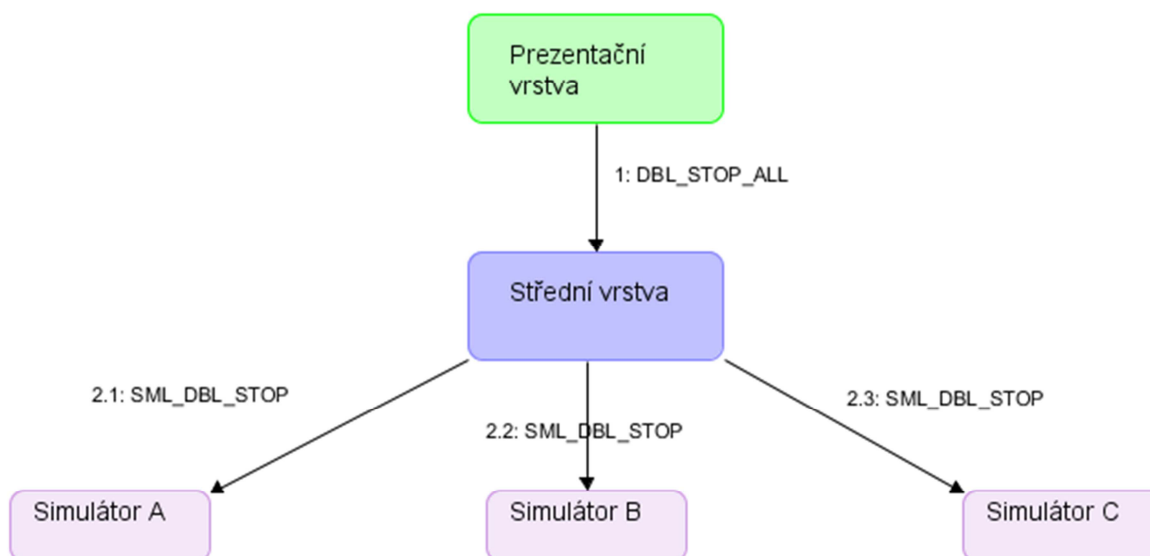 Prezentační
vrstva
1: DBL_STOP_ALL
Střední vrstva
2.1: SML_DBL_STOP
2.2: SML_DBL_STOP
2.3: SML_DBL_STOP
Simulátor A
Simulátor B
Simulátor C